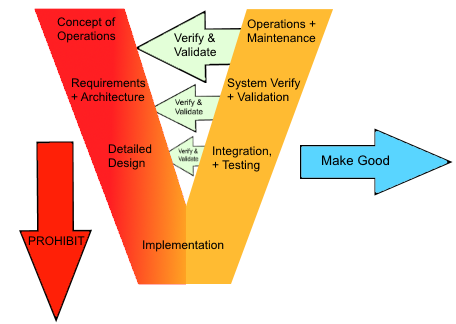 Concept of
Operations
Verify &
Validate
Operations +
Maintenance
Requirements
+ Architecture
Verify &
Validate
System Verify
+ Validation
Detailed
Design
Verify &
Validate
Integration,
+ Testing
Make Good
PROHIBIT
Implementation